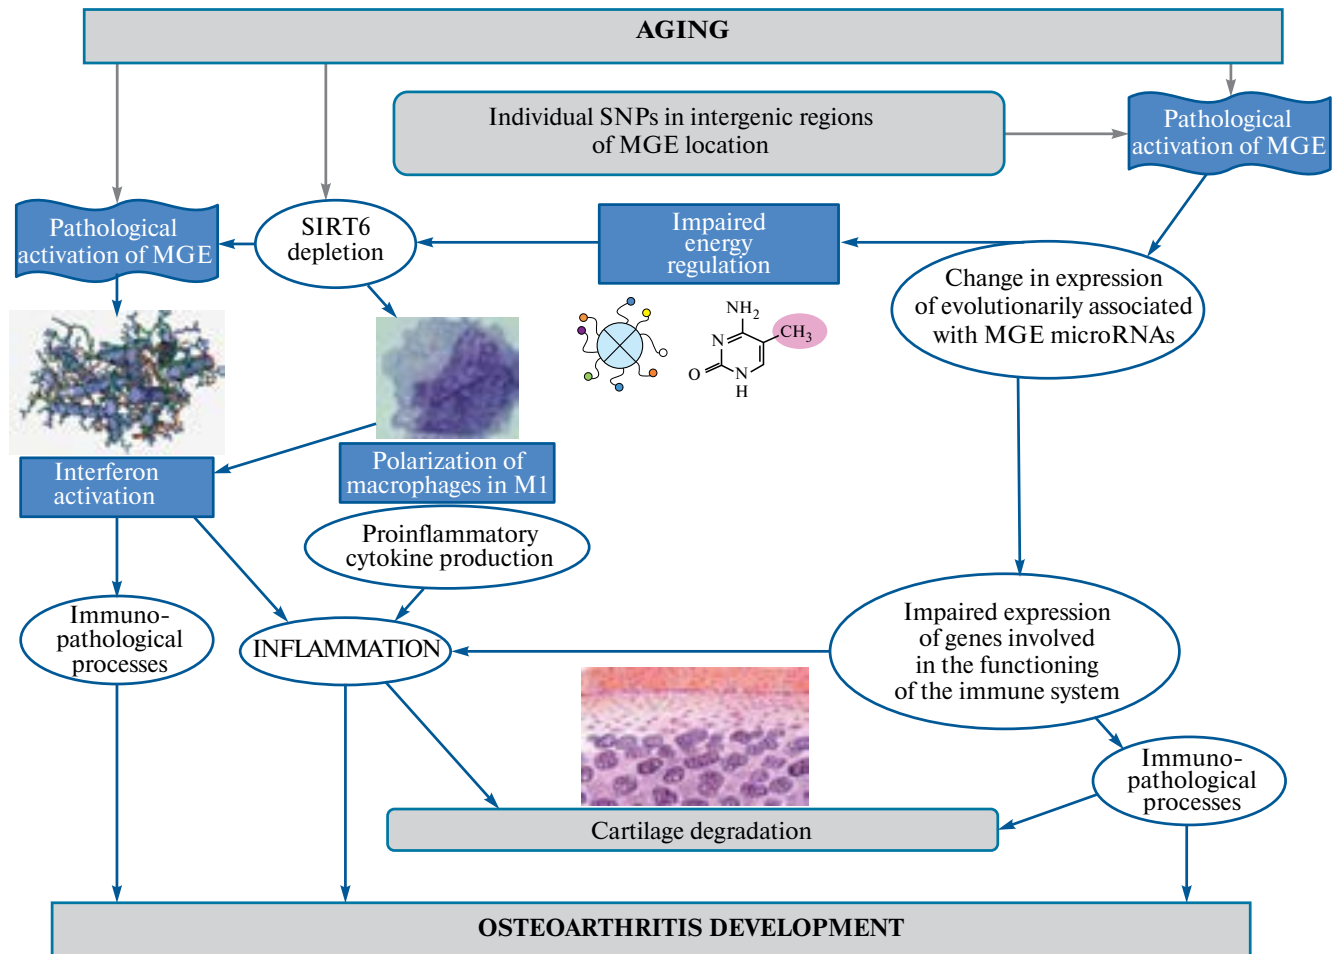 AGING
Individual SNPs in intergenic regions
of MGE location
Pathological
activation of MGE
Pathological
activation of MGE
SIRT6
depletion
Impaired
energy
regulation
Change in expression
of evolutionarily associated
with MGE microRNAs
NH2
CH3
N
O
N
H
Interferon
activation
Polarization of
macrophages in M1
Proinflammatory
cytokine production
Immuno-
pathological
processes
INFLAMMATION
Impaired expression
of genes involved
in the functioning
of the immune system
Immuno-
pathological
processes
Cartilage degradation
OSTEOARTHRITIS DEVELOPMENT